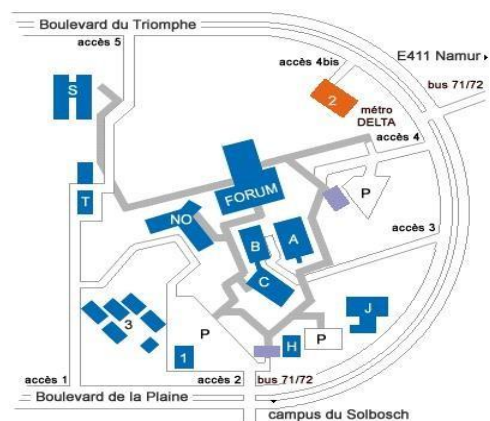 Boulevard du Triomphe
accès 5
E411 Namur
accès 4bis
bus 71/72
S
2
métro
DELTA
accès 4
T
FORUM
P
NO
accès 3
B
A
C
3
P
J
1
H
P
accès 1
accès 2
bus 71/72
Boulevard de la Plaine
campus du Solbosch